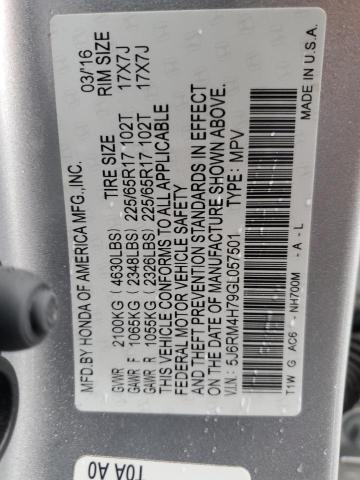 MFD.BY HONDA OF AMERICA MFG.,INC. 03/16
TIRE SIZE RIM SIZE
GVWR 2100KG (4630LBS)
GAWR F 1065KG (2348LBS) 225/65R17 102T 17X7J
GAWR R 1055KG (2326LBS) 225/65R17 102T 17X7J
THIS VEHICLE CONFORMS TO ALL APPLICABLE
FEDERAL MOTOR VEHICLE SAFETY
AND THEFT PREVENTION STANDARDS IN EFFECT
ON THE DATE OF MANUFACTURE SHOWN ABOVE.
V.I.N.: 5J6RM4H79GL057501 TYPE: MPV
T1W G AC6 - NH700M - A - L MADE IN U.S.A.
T0A A0